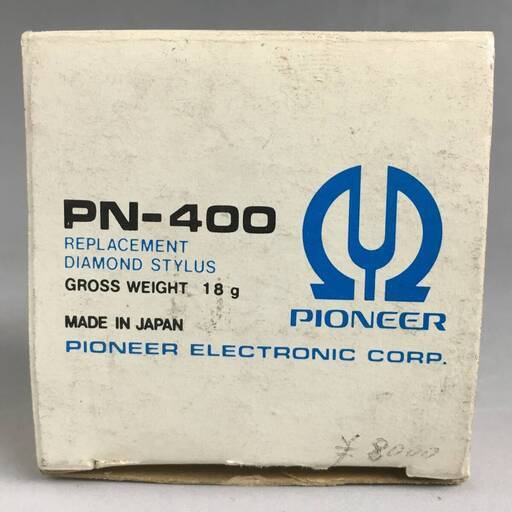 PN-400
REPLACEMENT
DIAMOND STYLUS
GROSS WEIGHT 18 g
MADE IN JAPAN
PIONEER
PIONEER ELECTRONIC CORP.
¥ 8000